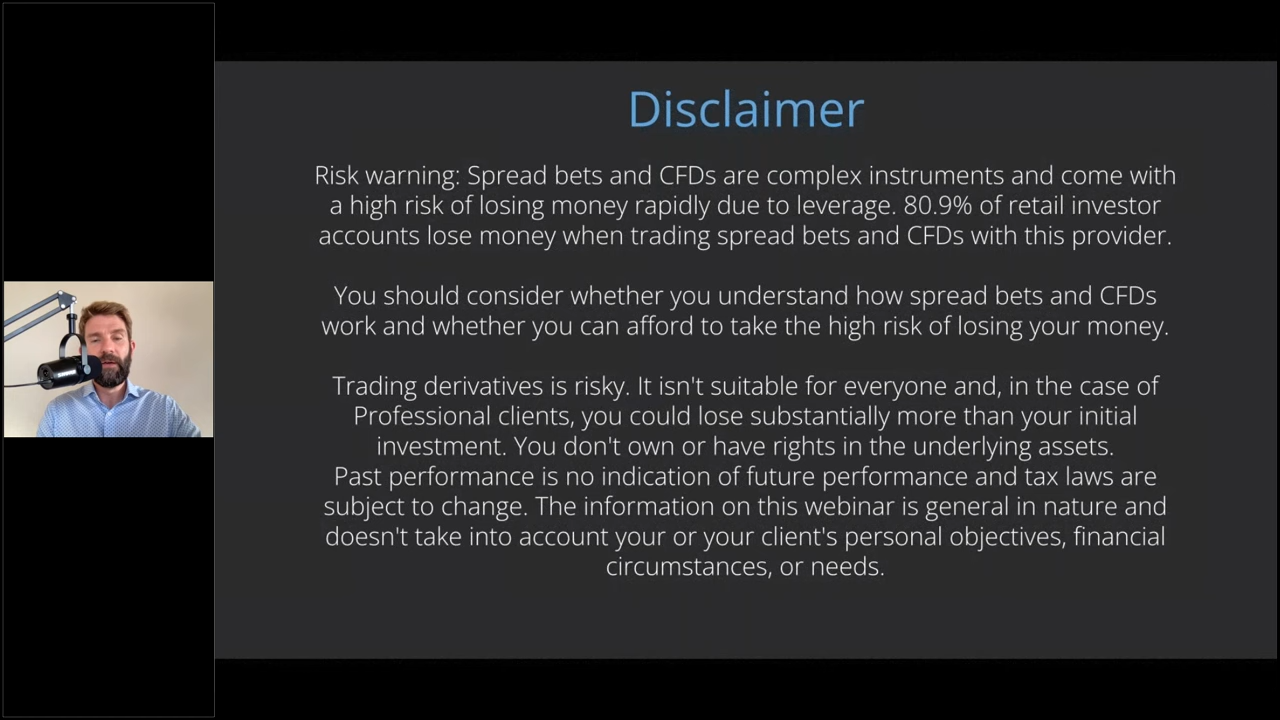 Disclaimer
Risk warning: Spread bets and CFDs are complex instruments and come with
a high risk of losing money rapidly due to leverage. 80.9% of retail investor
accounts lose money when trading spread bets and CFDs with this provider.
You should consider whether you understand how spread bets and CFDs
work and whether you can afford to take the high risk of losing your money.
Trading derivatives is risky. It isn't suitable for everyone and, in the case of
Professional clients, you could lose substantially more than your initial
investment. You don't own or have rights in the underlying assets.
Past performance is no indication of future performance and tax laws are
subject to change. The information on this webinar is general in nature and
doesn't take into account your or your client's personal objectives, financial
circumstances, or needs.